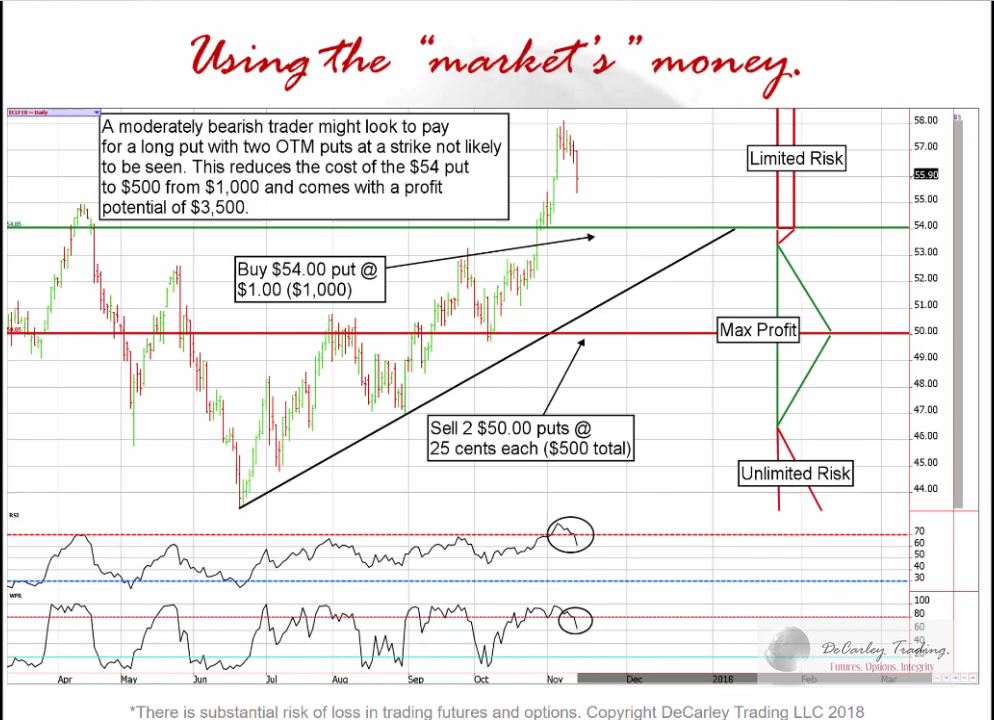 Using the “market’s” money.
A moderately bearish trader might look to pay
for a long put with two OTM puts at a strike not likely
to be seen. This reduces the cost of the $54 put
to $500 from $1,000 and comes with a profit
potential of $3,500.
Limited Risk
Buy $54.00 put @
$1.00 ($1,000)
Max Profit
Sell 2 $50.00 puts @
25 cents each ($500 total)
Unlimited Risk
58.00
57.00
55.90
55.00
54.00
53.00
52.00
51.00
50.00
49.00
48.00
47.00
46.00
45.00
44.00
RSI
70
60
50
40
30
WPR
100
80
60
40
DeCarley Trading.
Futures. Options. Integrity
Apr May Jun Jul Aug Sep Oct Nov Dec 2018 Feb Mar
*There is substantial risk of loss in trading futures and options. Copyright DeCarley Trading LLC 2018